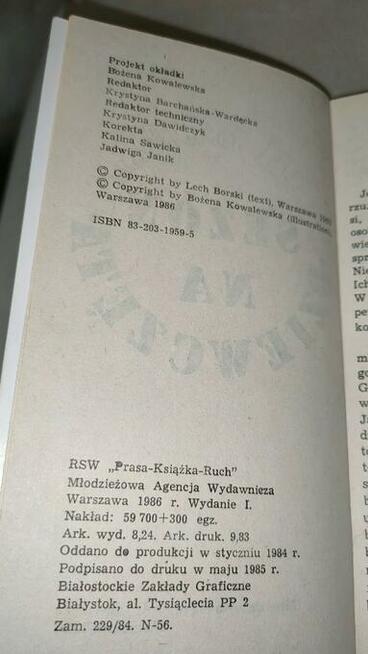 Projekt okładki
Bożena Kowalewska
Redaktor
Krystyna Barchańska-Wardęcka
Redaktor techniczny
Krystyna Dawidczyk
Korekta
Kalina Sawicka
Jadwiga Janik
© Copyright by Lech Borski (text), Warszawa
© Copyright by Bożena Kowalewska (illustration),
Warszawa 1986
ISBN 83-203-1959-5
NA
RSW „Prasa-Książka-Ruch"
Młodzieżowa Agencja Wydawnicza
Warszawa 1986 r. Wydanie I.
Nakład: 59 700+300 egz.
Ark. wyd. 8,24. Ark. druk. 9,83
Oddano do produkcji w styczniu 1984 r.
Podpisano do druku w maju 1985 r.
Białostockie Zakłady Graficzne
Białystok, al. Tysiąclecia PP 2
Zam. 229/84. N-56.